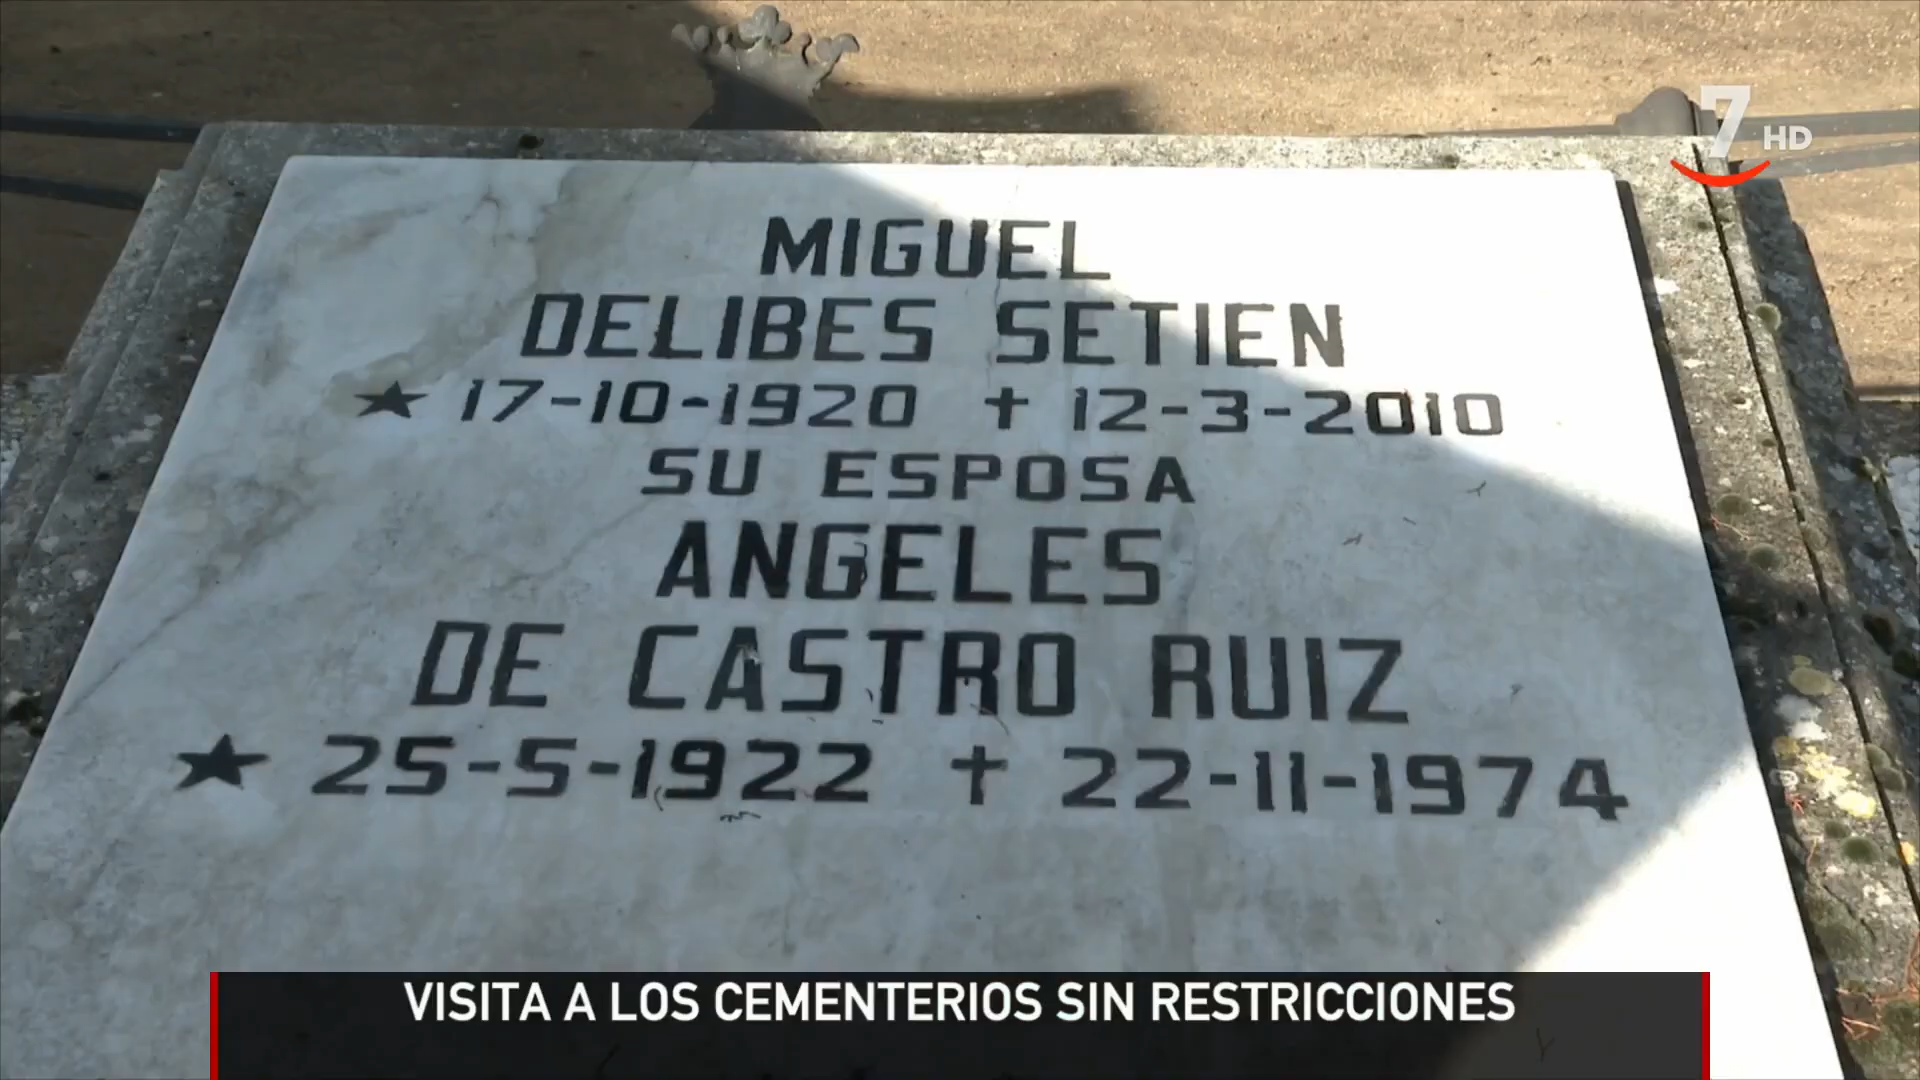 7 HD
MIGUEL
DELIBES SETIEN
★ 17-10-1920 ✝ 12-3-2010
SU ESPOSA
ANGELES
DE CASTRO RUIZ
★ 25-5-1922 ✝ 22-11-1974
VISITA A LOS CEMENTERIOS SIN RESTRICCIONES